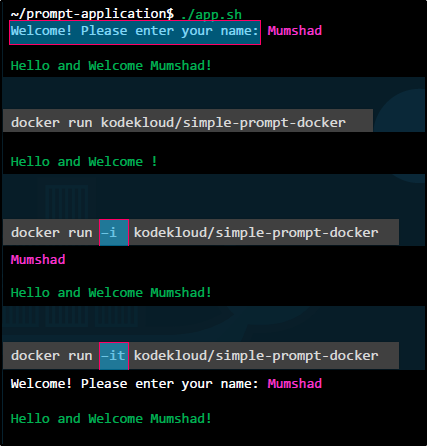 ~/prompt-application$ ./app.sh
Welcome! Please enter your name: Mumshad
Hello and Welcome Mumshad!
docker run kodekloud/simple-prompt-docker
Hello and Welcome !
docker run -i kodekloud/simple-prompt-docker
Mumshad
Hello and Welcome Mumshad!
docker run -it kodekloud/simple-prompt-docker
Welcome! Please enter your name: Mumshad
Hello and Welcome Mumshad!